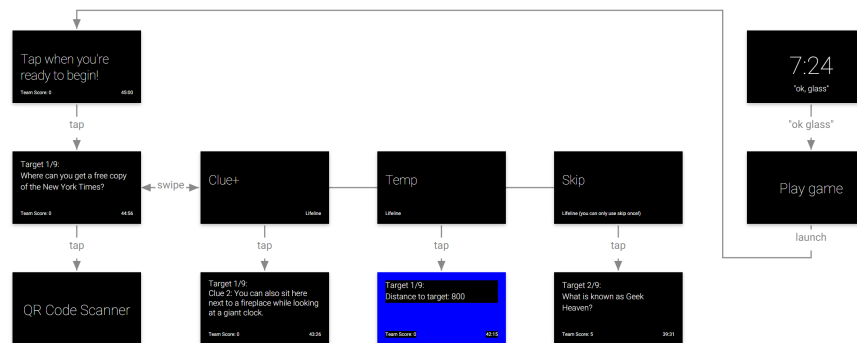 Tap when you're
ready to begin!
Team Score: 0
45:00
7:24
"ok, glass"
tap
"ok glass"
Target 1/9:
Where can you get a free copy
of the New York Times?
Team Score: 0
44:56
swipe
Clue+
Lifeline
Temp
Lifeline
Skip
Lifeline (you can only use skip once!)
Play game
tap
tap
tap
tap
launch
QR Code Scanner
Target 1/9:
Clue 2: You can also sit here
next to a fireplace while looking
at a giant clock.
Team Score: 0
43:26
Target 1/9:
Distance to target: 800
Team Score: 0
42:15
Target 2/9:
What is known as Geek
Heaven?
Team Score: 5
39:31